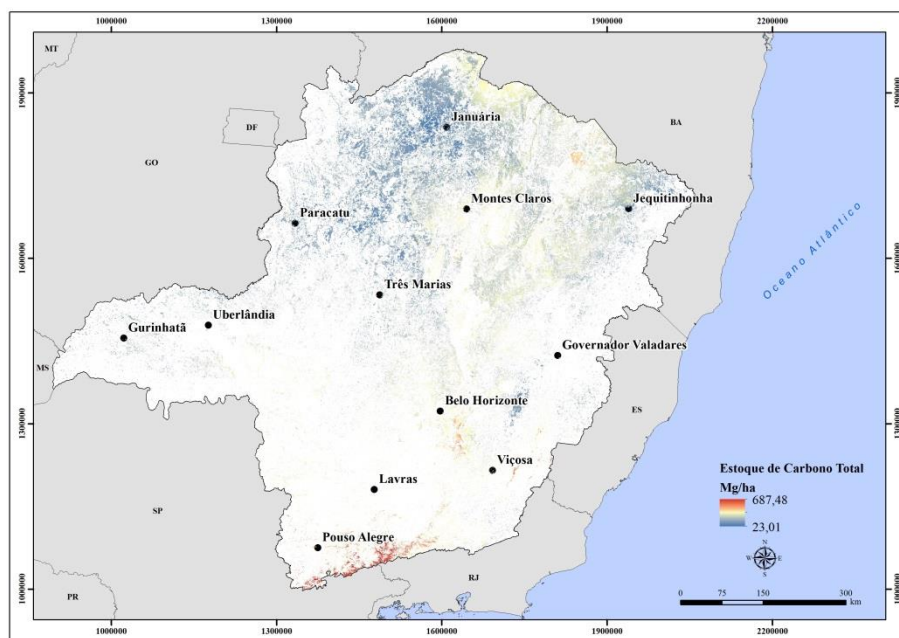 1000000 1300000 1600000 1900000 2200000
MT
1900000 1900000
Januária
DF
BA
GO
Montes Claros Jequitinhonha
Paracatu
Oceano Atlântico
1600000 1600000
Três Marias
Uberlândia
Gurinhatã
Governador Valadares
MS
Belo Horizonte
ES
1300000 1300000
Viçosa
Estoque de Carbono Total
Lavras
Mg/ha
687,48
SP
23,01
Pouso Alegre
N
W E
S
RJ
PR
1000000 1000000
0 75 150 300
km
1000000 1300000 1600000 1900000 2200000